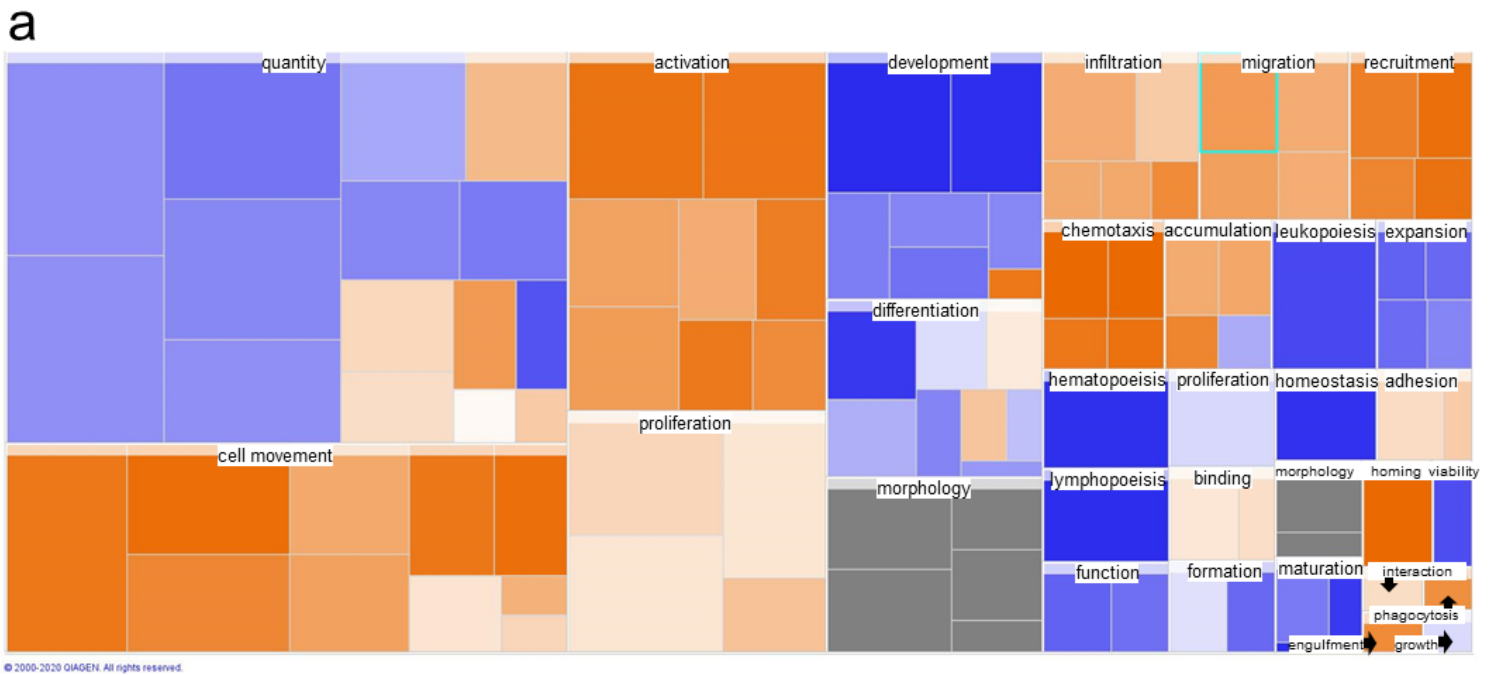 a
quantity
activation
development
infiltration
migration
recruitment
chemotaxis
accumulation
leukopoiesis
expansion
differentiation
hematopoeisis
proliferation
homeostasis
adhesion
proliferation
cell movement
morphology
lymphopoeisis
binding
morphology
homing
viability
function
formation
maturation
interaction
phagocytosis
engulfment
growth
© 2000-2020 QIAGEN. All rights reserved.